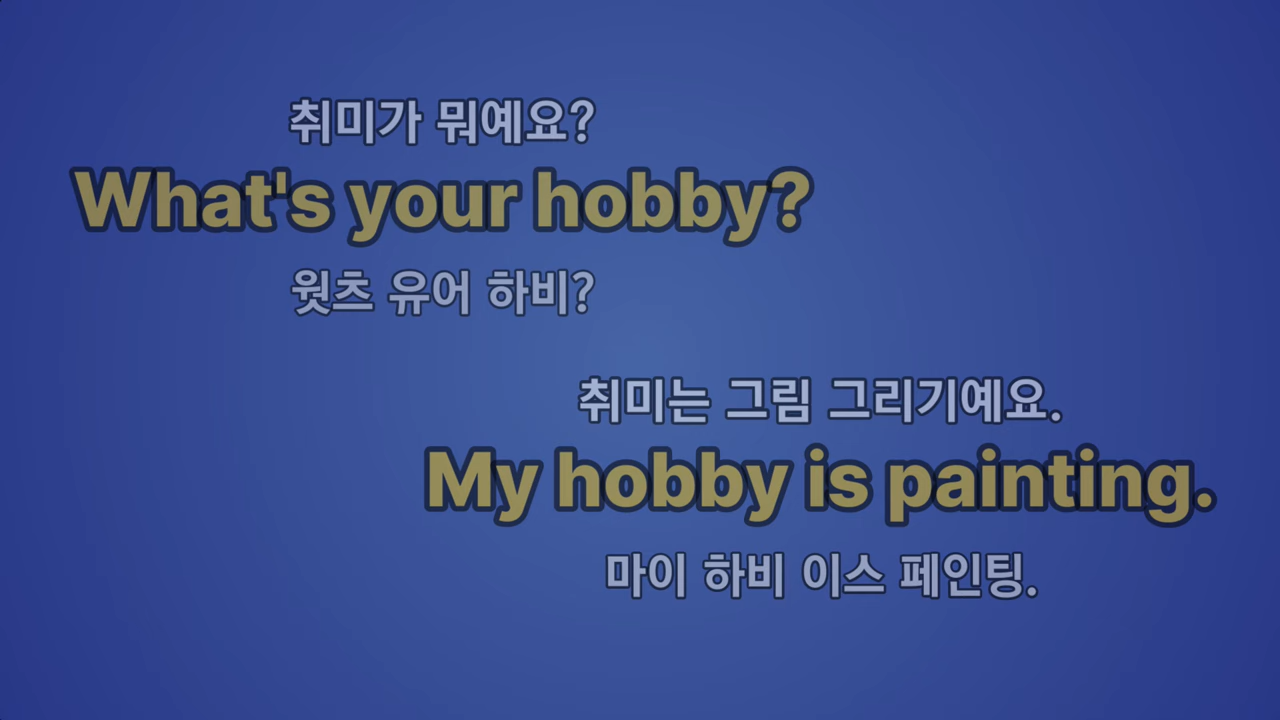 취미가 뭐예요?
What's your hobby?
웟츠 유어 하비?
취미는 그림 그리기예요.
My hobby is painting.
마이 하비 이스 페인팅.